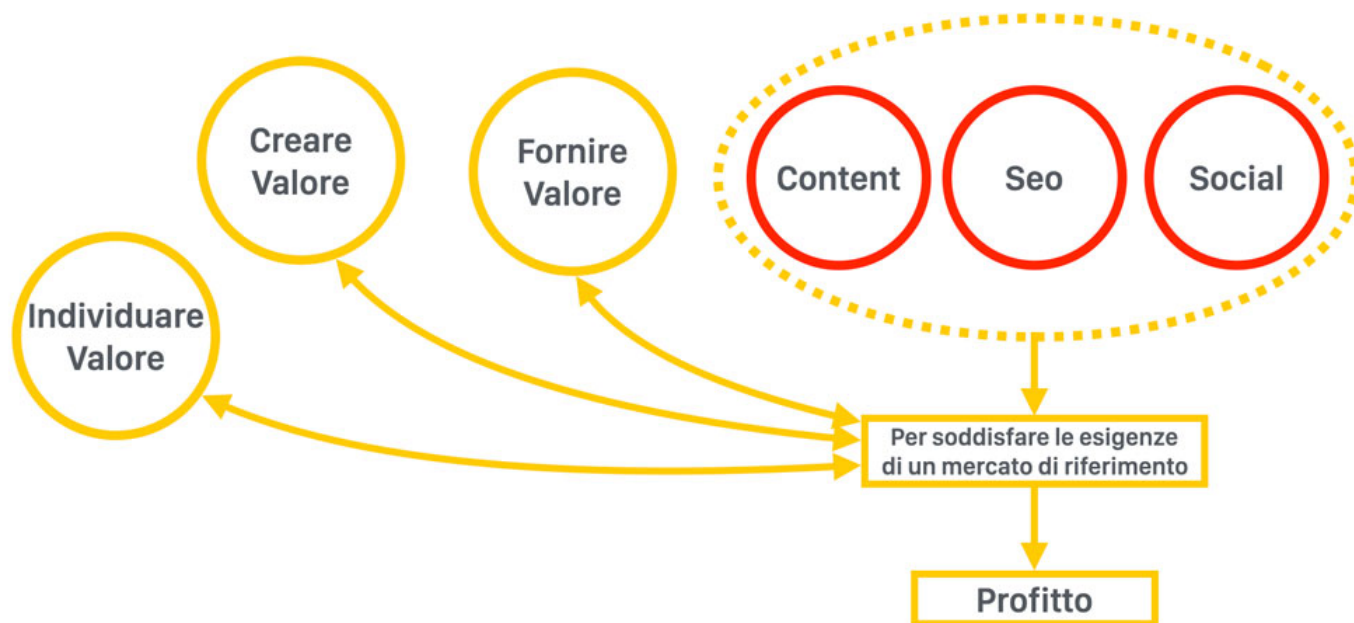 Creare
Valore
Fornire
Valore
Content
Seo
Social
Individuare
Valore
Per soddisfare le esigenze
di un mercato di riferimento
Profitto